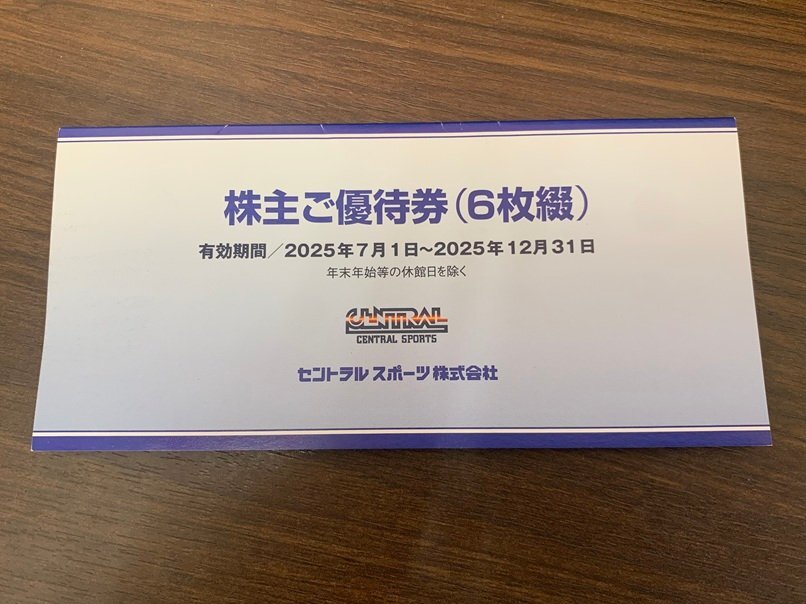 株主ご優待券(6枚綴)
有効期間/2025年7月1日~2025年12月31日
年末年始等の休館日を除く
CENTRAL
CENTRAL SPORTS
セントラルスポーツ株式会社